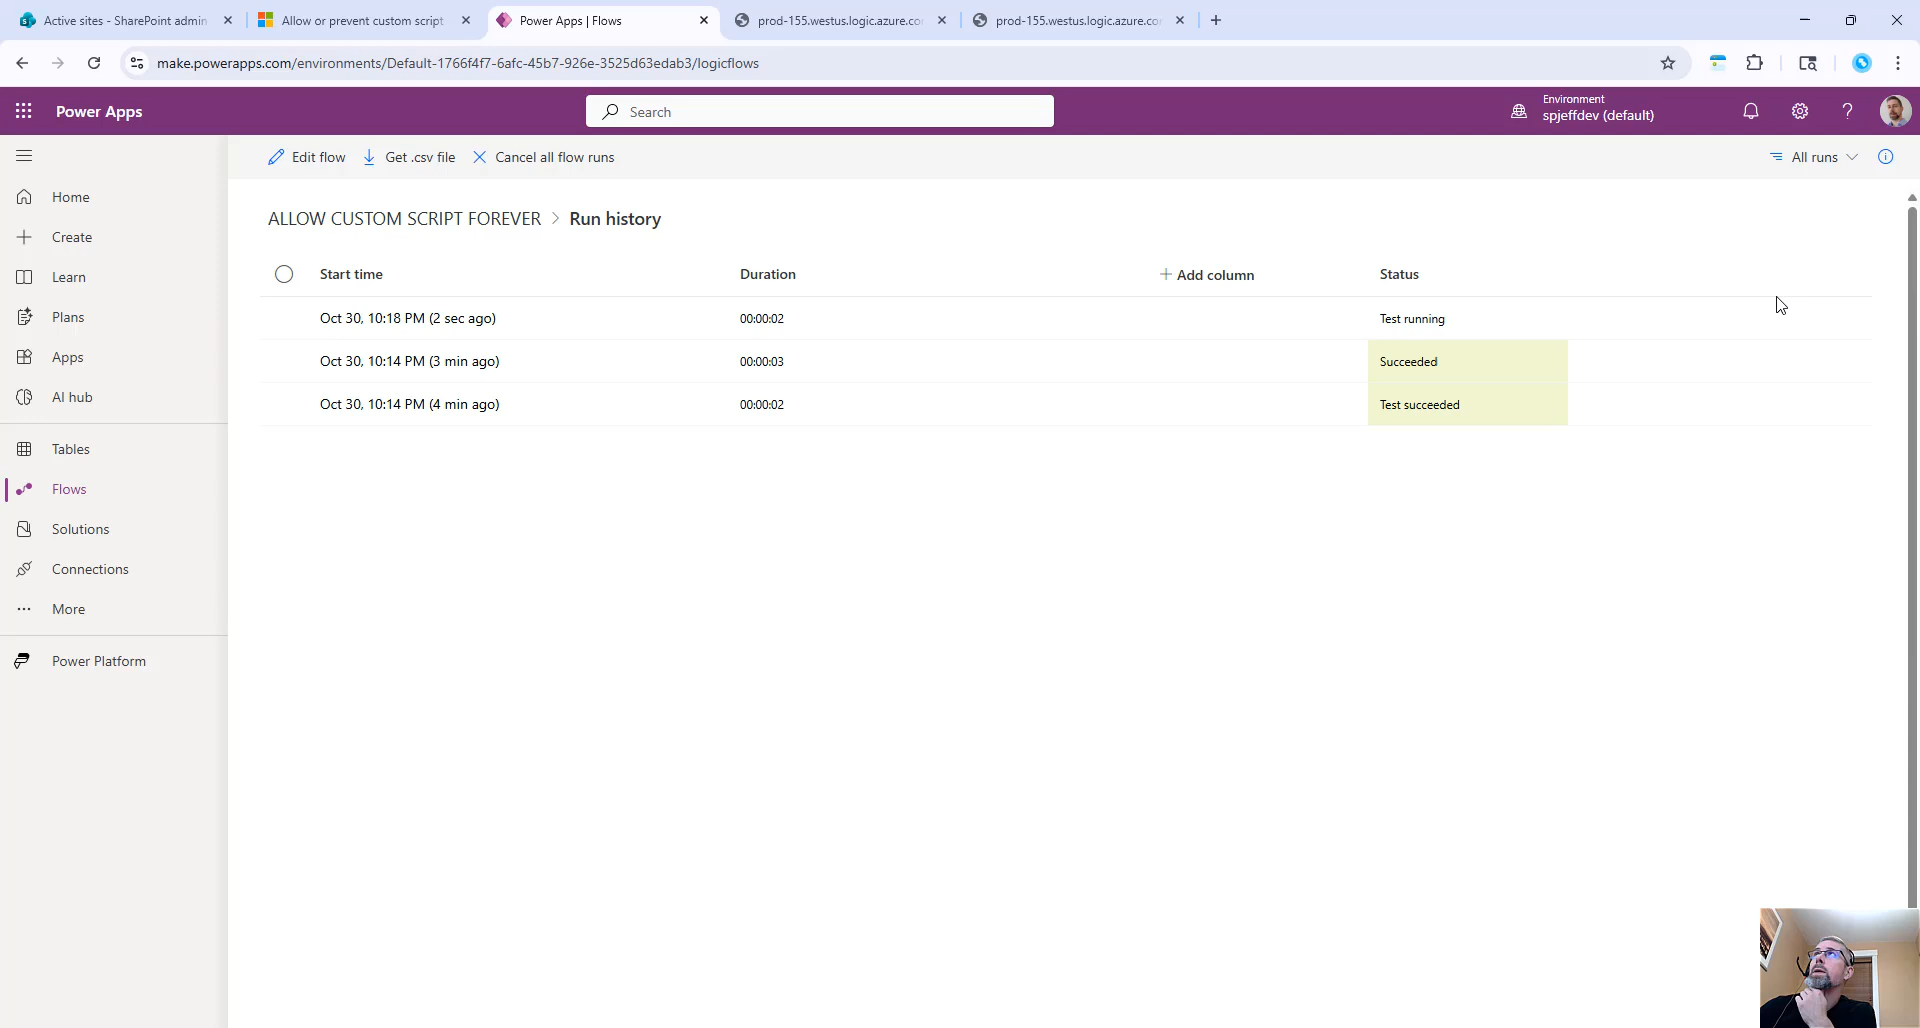 Active sites - SharePoint admin
Allow or prevent custom script
Power Apps | Flows
prod-155.westus.logic.azure.co
prod-155.westus.logic.azure.co
make.powerapps.com/environments/Default-1766f4f7-6afc-45b7-926e-3525d63edab3/logicflows
Power Apps
Search
Environment
spjeffdev (default)
Edit flow
Get .csv file
Cancel all flow runs
All runs
Home
Create
Learn
Plans
Apps
AI hub
Tables
Flows
Solutions
Connections
More
Power Platform
ALLOW CUSTOM SCRIPT FOREVER > Run history
Start time Duration Add column Status
Oct 30, 10:18 PM (2 sec ago) 00:00:02 Test running
Oct 30, 10:14 PM (3 min ago) 00:00:03 Succeeded
Oct 30, 10:14 PM (4 min ago) 00:00:02 Test succeeded